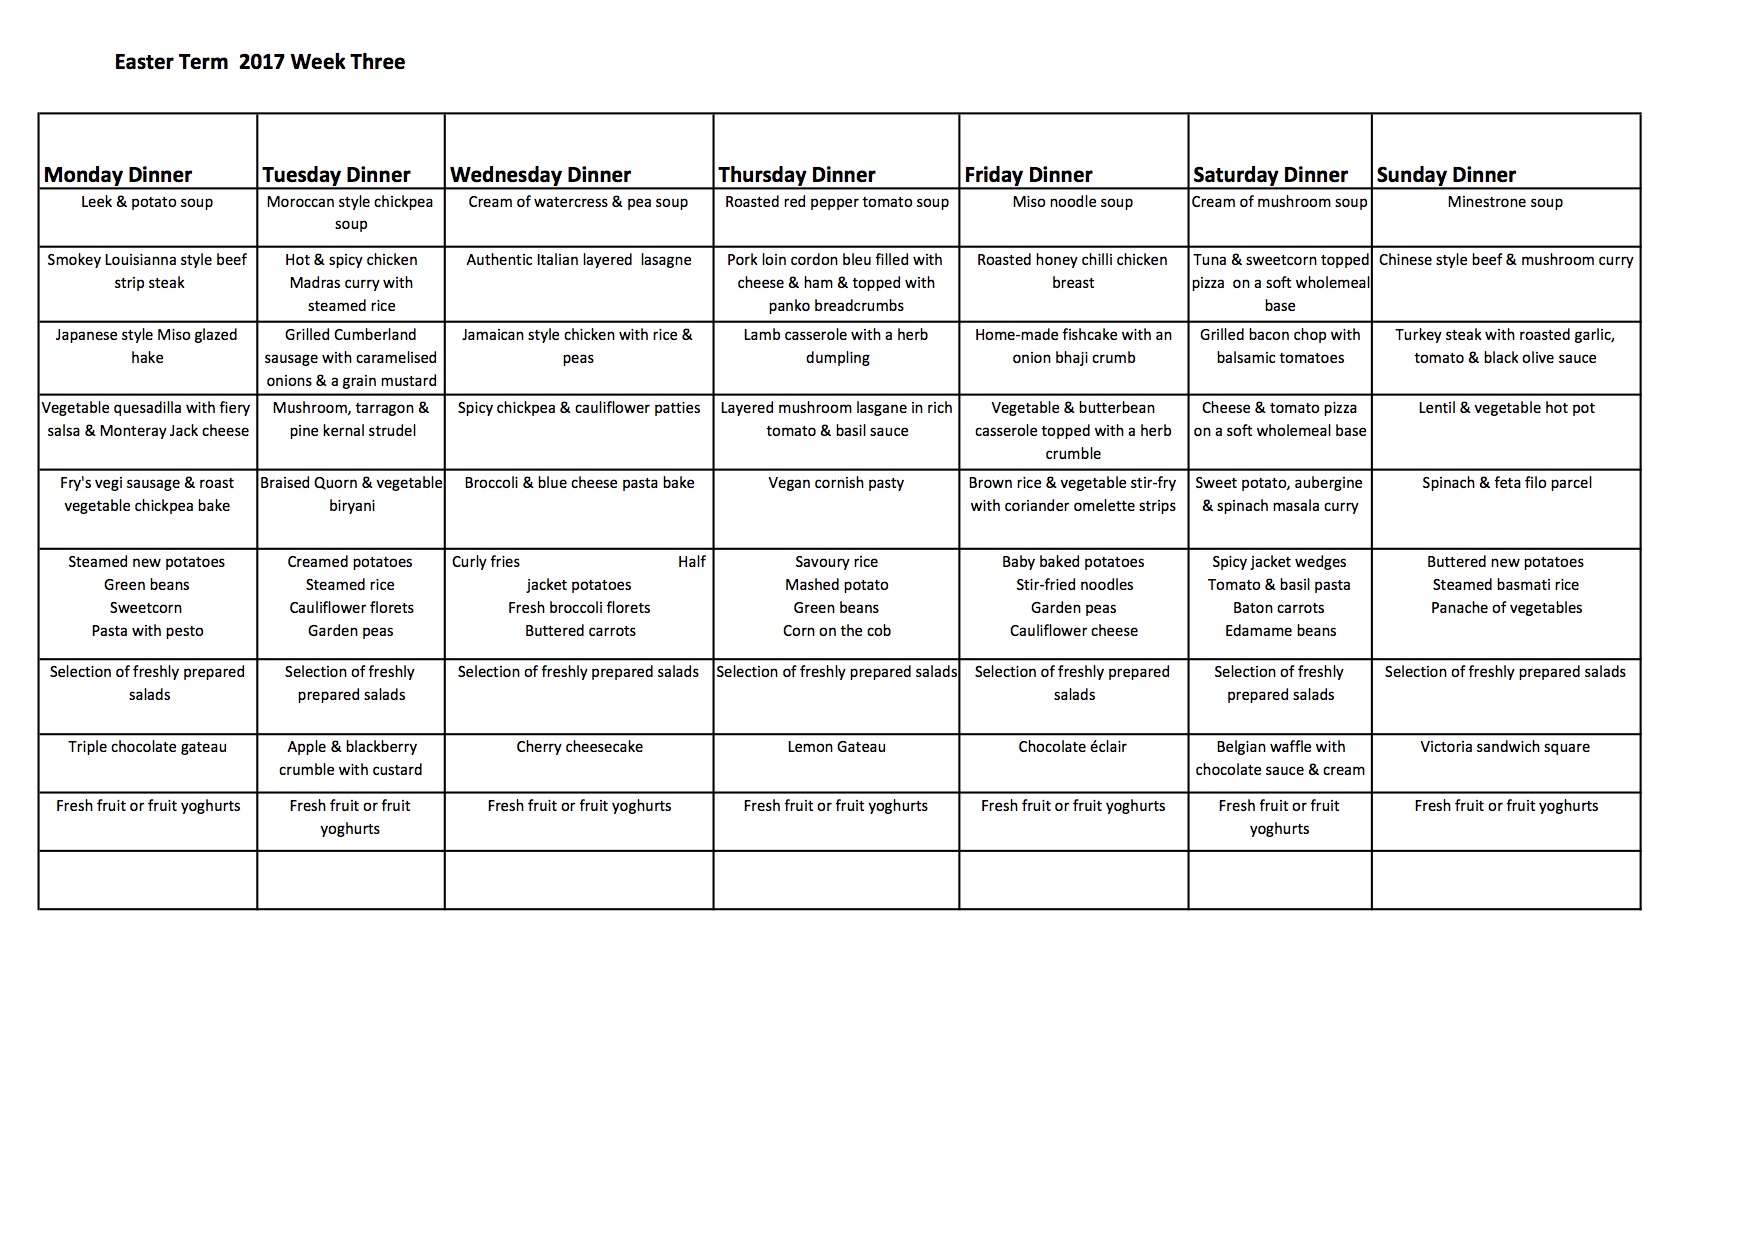 Easter Term  2017 Week Three
Monday Dinner
Tuesday Dinner
Wednesday Dinner
Thursday Dinner
Friday Dinner
Saturday Dinner
Sunday Dinner
Leek & potato soup
Moroccan style chickpea
soup
Cream of watercress & pea soup
Roasted red pepper tomato soup
Miso noodle soup
Cream of mushroom soup
Minestrone soup
Smokey Louisianna style beef
strip steak
Hot & spicy chicken
Madras curry with
steamed rice
Authentic Italian layered  lasagne
Pork loin cordon bleu filled with
cheese & ham & topped with
panko breadcrumbs
Roasted honey chilli chicken
breast
Tuna & sweetcorn topped
pizza  on a soft wholemeal
base
Chinese style beef & mushroom curry
Japanese style Miso glazed
hake
Grilled Cumberland
sausage with caramelised
onions & a grain mustard
Jamaican style chicken with rice &
peas
Lamb casserole with a herb
dumpling
Home-made fishcake with an
onion bhaji crumb
Grilled bacon chop with
balsamic tomatoes
Turkey steak with roasted garlic,
tomato & black olive sauce
Vegetable quesadilla with fiery
salsa & Monteray Jack cheese
Mushroom, tarragon &
pine kernal strudel
Spicy chickpea & cauliflower patties
Layered mushroom lasgane in rich
tomato & basil sauce
Vegetable & butterbean
casserole topped with a herb
crumble
Cheese & tomato pizza
on a soft wholemeal base
Lentil & vegetable hot pot
Fry's vegi sausage & roast
vegetable chickpea bake
Braised Quorn & vegetable
biryani
Broccoli & blue cheese pasta bake
Vegan cornish pasty
Brown rice & vegetable stir-fry
with coriander omelette strips
Sweet potato, aubergine
& spinach masala curry
Spinach & feta filo parcel
Steamed new potatoes
Green beans
Sweetcorn
Pasta with pesto
Creamed potatoes
Steamed rice
Cauliflower florets
Garden peas
Curly fries Half
jacket potatoes
Fresh broccoli florets
Buttered carrots
Savoury rice
Mashed potato
Green beans
Corn on the cob
Baby baked potatoes
Stir-fried noodles
Garden peas
Cauliflower cheese
Spicy jacket wedges
Tomato & basil pasta
Baton carrots
Edamame beans
Buttered new potatoes
Steamed basmati rice
Panache of vegetables
Selection of freshly prepared
salads
Selection of freshly
prepared salads
Selection of freshly prepared salads
Selection of freshly prepared salads
Selection of freshly prepared
salads
Selection of freshly
prepared salads
Selection of freshly prepared salads
Triple chocolate gateau
Apple & blackberry
crumble with custard
Cherry cheesecake
Lemon Gateau
Chocolate éclair
Belgian waffle with
chocolate sauce & cream
Victoria sandwich square
Fresh fruit or fruit yoghurts
Fresh fruit or fruit
yoghurts
Fresh fruit or fruit yoghurts
Fresh fruit or fruit yoghurts
Fresh fruit or fruit yoghurts
Fresh fruit or fruit
yoghurts
Fresh fruit or fruit yoghurts